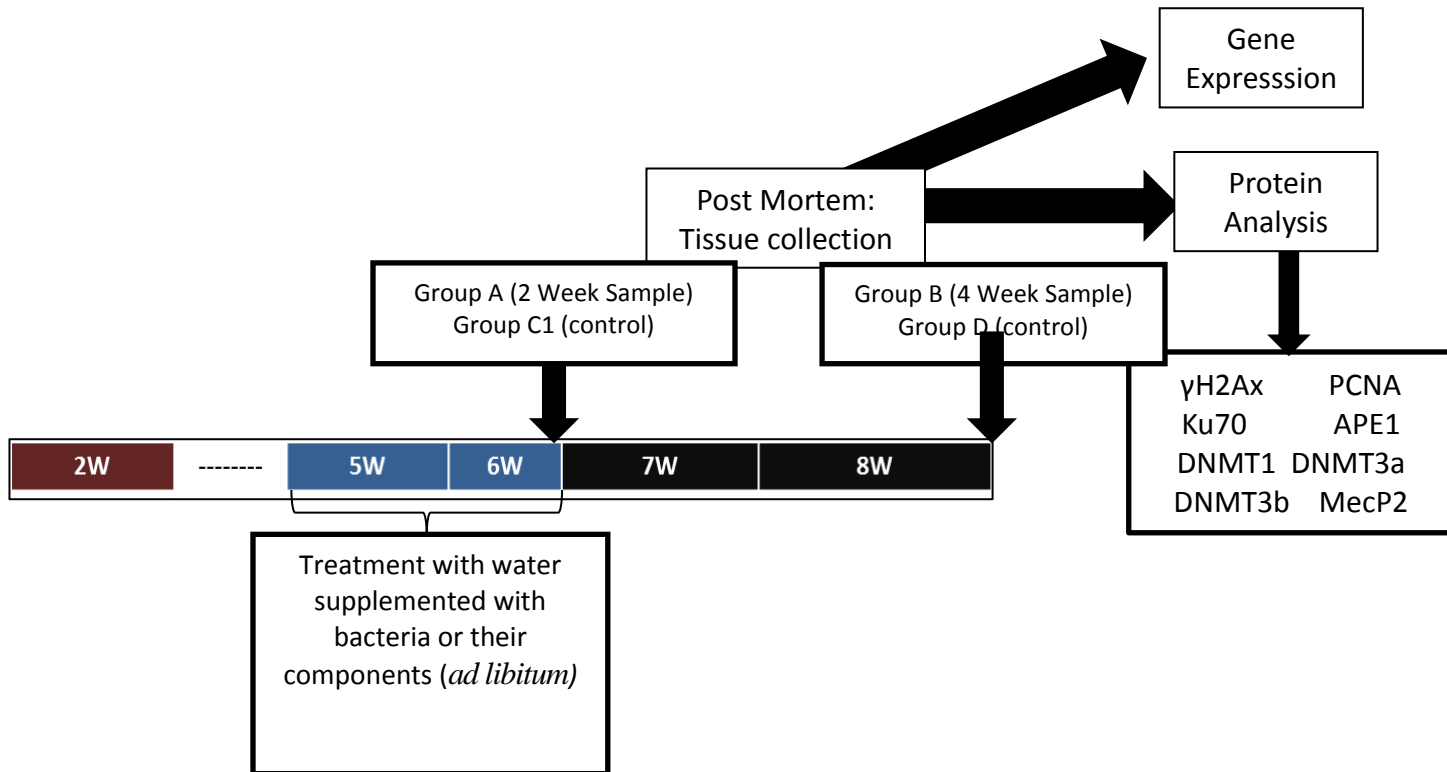 Gene
Expresssion
Post Mortem:
Tissue collection
Protein
Analysis
Group A (2 Week Sample)
Group C1 (control)
Group B (4 Week Sample)
Group D (control)
γH2Ax PCNA
Ku70 APE1
DNMT1 DNMT3a
DNMT3b MecP2
2W -------- 5W 6W 7W 8W
Treatment with water
supplemented with
bacteria or their
components (ad libitum)